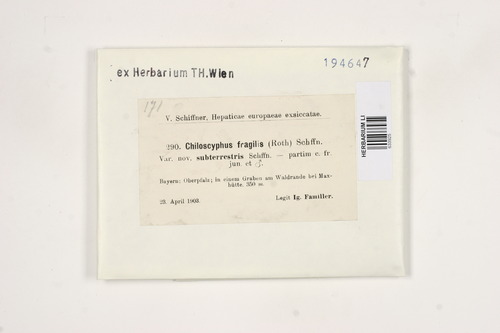 ex Herbarium TH.Wien
194647
171
V. Schiffner, Hepaticae europaeae exsiccatae.
290. Chiloscyphus fragilis (Roth) Schffn.
Var. nov. subterrestris Schffn. — partim c. fr.
jun. et ♂.
Bayern: Oberpfalz; in einem Graben am Waldrande bei Max-
hütte. 350 m
23. April 1903. Legit Ig. Familler.
HERBARIUM LI